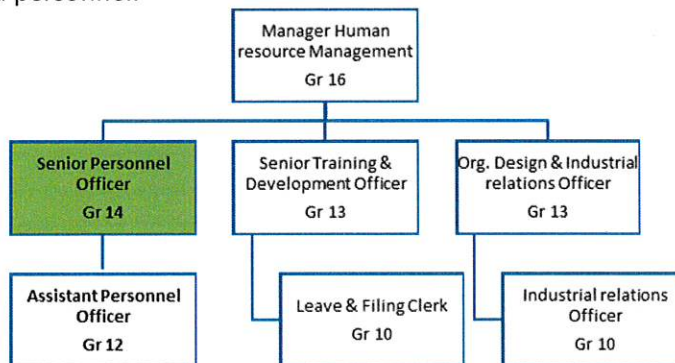 personnel.
Manager Human
resource Management
Gr 16
Senior Personnel
Officer
Gr 14
Senior Training &
Development Officer
Gr 13
Org. Design & Industrial
relations Officer
Gr 13
Assistant Personnel
Officer
Gr 12
Leave & Filing Clerk
Gr 10
Industrial relations
Officer
Gr 10